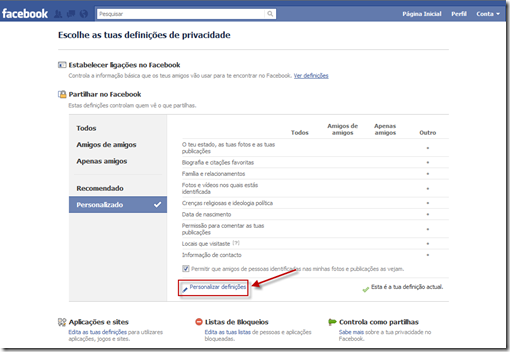 facebook
Pesquisar
Página Inicial Perfil Conta
Escolhe as tuas definições de privacidade
Estabelecer ligações no Facebook
Controla a informação básica que os teus amigos vão usar para te encontrar no Facebook. Ver definições
Partilhar no Facebook
Estas definições controlam quem vê o que partilhas.
Todos
Amigos de amigos
Apenas amigos
Recomendado
Personalizado
Todos Amigos de amigos Apenas amigos Outro
O teu estado, as tuas fotos e as tuas
publicações
Biografia e citações favoritas
Família e relacionamentos
Fotos e vídeos nos quais estás
identificada
Crenças religiosas e ideologia política
Data de nascimento
Permissão para comentar as tuas
publicações
Locais que visitaste [?]
Informação de contacto
Permitir que amigos de pessoas identificadas nas minhas fotos e publicações as vejam.
Personalizar definições
Esta é a tua definição actual.
Aplicações e sites
Edita as tuas definições para utilizares
aplicações, jogos e sites.
Listas de Bloqueios
Edita as tuas listas de pessoas e aplicações
bloqueadas.
Controla como partilhas
Sabe mais sobre a tua privacidade no
Facebook.